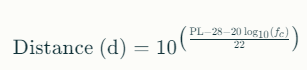 Distance (d) = 10^((PL−28−20 log10(fc))/22)